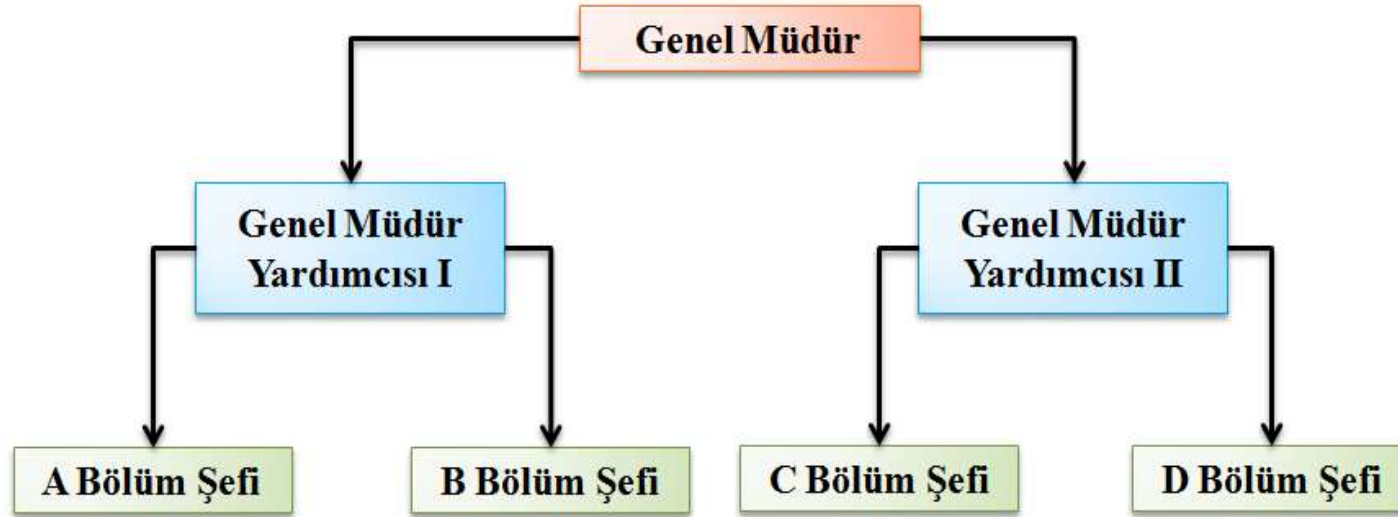 Genel Müdür
Genel Müdür
Yardımcısı I
Genel Müdür
Yardımcısı II
A Bölüm Şefi
B Bölüm Şefi
C Bölüm Şefi
D Bölüm Şefi